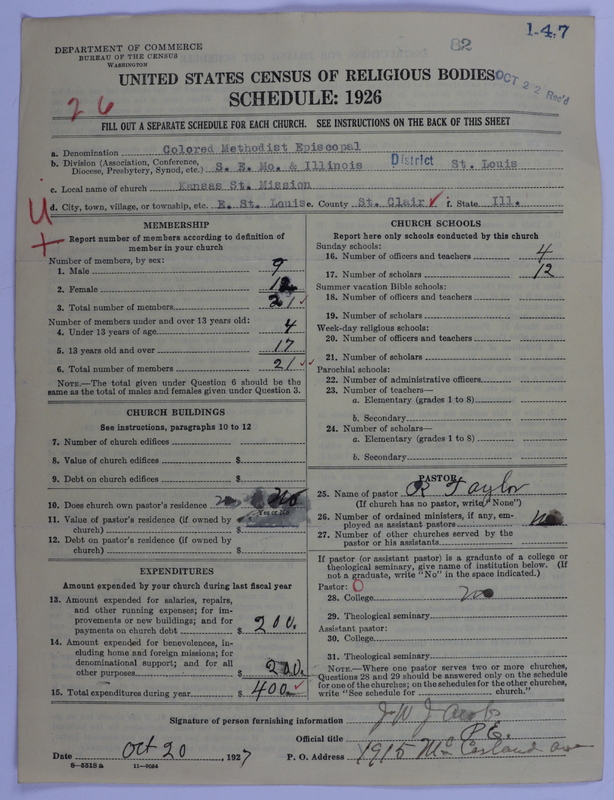 82
1-4-7
DEPARTMENT OF COMMERCE
BUREAU OF THE CENSUS
WASHINGTON
UNITED STATES CENSUS OF RELIGIOUS BODIES
OCT 22 Rec'd
SCHEDULE: 1926
26
FILL OUT A SEPARATE SCHEDULE FOR EACH CHURCH. SEE INSTRUCTIONS ON THE BACK OF THIS SHEET
a. Denomination Colored Methodist Episcopal
b. Division (Association, Conference, Diocese, Presbytery, Synod, etc.) S. E. Mo. & Illinois District St. Louis
c. Local name of church Kansas St. Mission
d. City, town, village, or township, etc. E. St. Louis e. County St. Clair ✓ f. State Ill.
MEMBERSHIP
Report number of members according to definition of
member in your church
Number of members, by sex:
1. Male 9
2. Female 12
3. Total number of members 21 ✓
Number of members under and over 13 years old:
4. Under 13 years of age 4
5. 13 years old and over 17
6. Total number of members 21 ✓✓
NOTE.—The total given under Question 6 should be
same as the total of males and females given under Question 3.
CHURCH BUILDINGS
See instructions, paragraphs 10 to 12
7. Number of church edifices
8. Value of church edifices $
9. Debt on church edifices $
10. Does church own pastor's residence no No
(Yes or No)
11. Value of pastor's residence (if owned by
church) $
12. Debt on pastor's residence (if owned by
church) $
EXPENDITURES
Amount expended by your church during last fiscal year
13. Amount expended for salaries, repairs,
and other running expenses; for im-
provements or new buildings; and for
payments on church debt $ 200.
14. Amount expended for benevolences, in-
cluding home and foreign missions; for
denominational support; and for all
other purposes 200.
15. Total expenditures during year $ 400. ✓
CHURCH SCHOOLS
Report here only schools conducted by this church
Sunday schools:
16. Number of officers and teachers 4
17. Number of scholars 12
Summer vacation Bible schools:
18. Number of officers and teachers
19. Number of scholars
Week-day religious schools:
20. Number of officers and teachers
21. Number of scholars
Parochial schools:
22. Number of administrative officers
23. Number of teachers—
a. Elementary (grades 1 to 8)
b. Secondary
24. Number of scholars—
a. Elementary (grades 1 to 8)
b. Secondary
PASTOR
25. Name of pastor R Taylor
(If church has no pastor, write "None")
26. Number of ordained ministers, if any, em-
ployed as assistant pastors
27. Number of other churches served by the
pastor or his assistants
If pastor (or assistant pastor) is a graduate of a college or
theological seminary, give name of institution below. (If
not a graduate, write "No" in the space indicated.)
Pastor: 0
28. College no
29. Theological seminary
Assistant pastor:
30. College
31. Theological seminary
NOTE.—Where one pastor serves two or more churches,
Questions 28 and 29 should be answered only on the schedule
for one of the churches; on the schedules for the other churches,
write "See schedule for church."
Signature of person furnishing information J W Jacobs
Official title P.E.
Date Oct 20, 1927 P. O. Address 1915 Ave
8—5518 a 11—9034